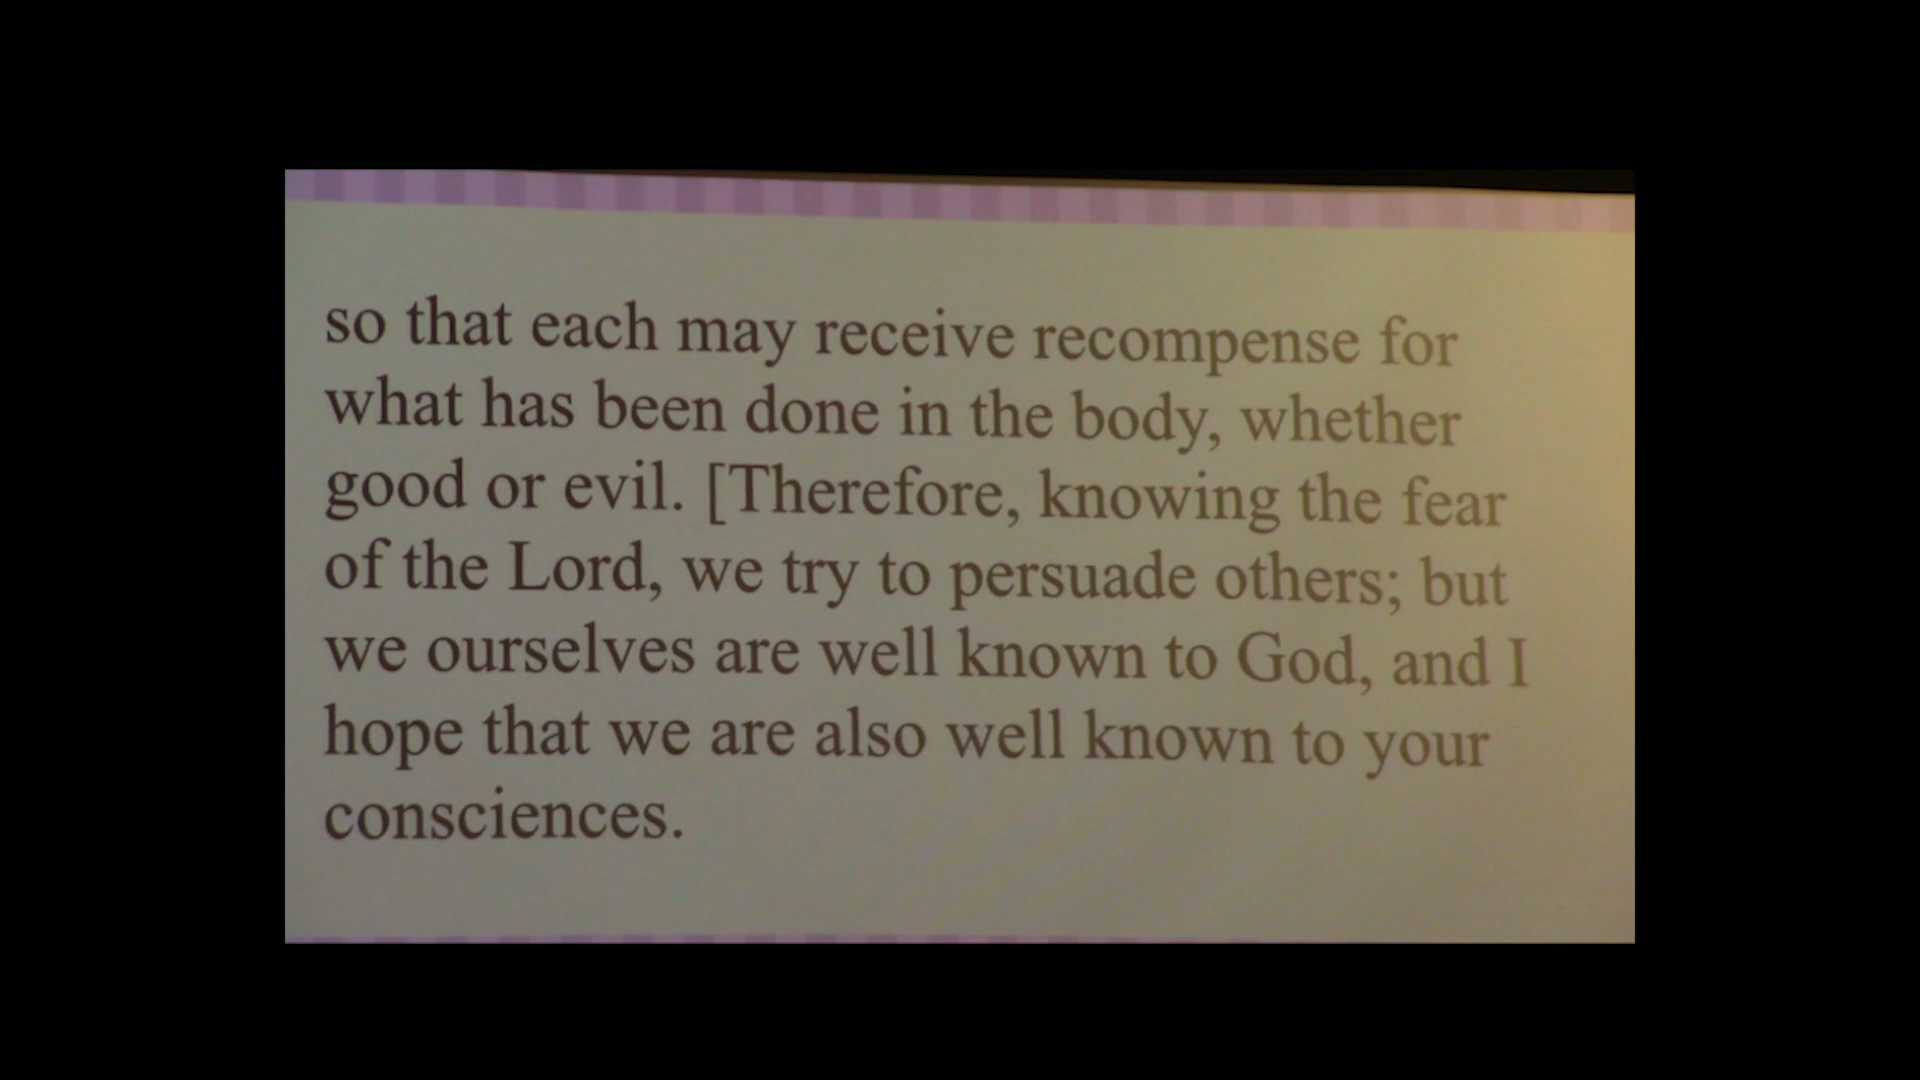 so that each may receive recompense for
what has been done in the body, whether
good or evil. [Therefore, knowing the fear
of the Lord, we try to persuade others; but
we ourselves are well known to God, and I
hope that we are also well known to your
consciences.